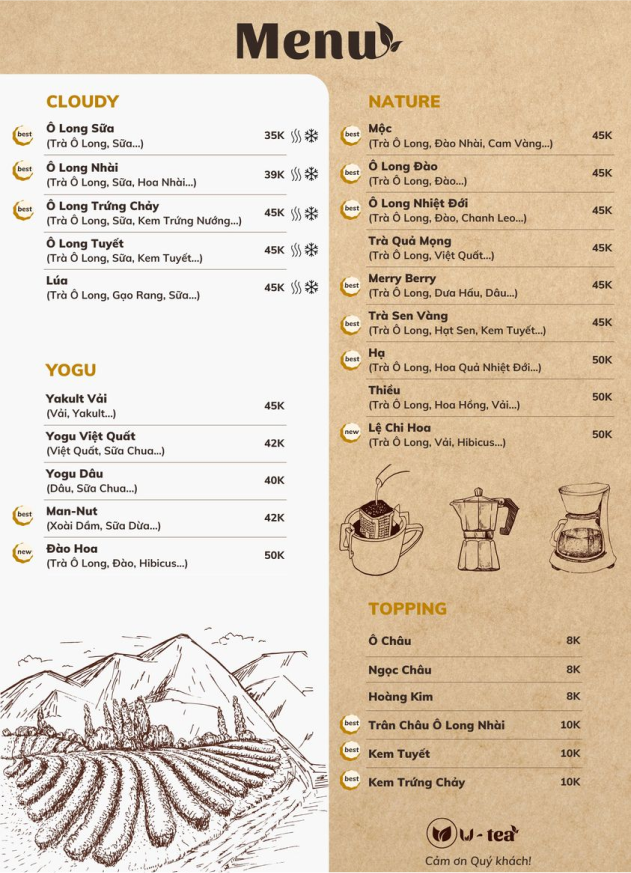 Menu
CLOUDY
best
Ô Long Sữa
(Trà Ô Long, Sữa...)
35K
best
Ô Long Nhài
(Trà Ô Long, Sữa, Hoa Nhài...)
39K
best
Ô Long Trứng Chảy
(Trà Ô Long, Sữa, Kem Trứng Nướng...)
45K
Ô Long Tuyết
(Trà Ô Long, Sữa, Kem Tuyết...)
45K
Lúa
(Trà Ô Long, Gạo Rang, Sữa...)
45K
YOGU
Yakult Vải
(Vải, Yakult...)
45K
Yogu Việt Quất
(Việt Quất, Sữa Chua...)
42K
Yogu Dâu
(Dâu, Sữa Chua...)
40K
best
Man-Nut
(Xoài Dầm, Sữa Dừa...)
42K
new
Đào Hoa
(Trà Ô Long, Đào, Hibicus...)
50K
NATURE
best
Mộc
(Trà Ô Long, Đào Nhài, Cam Vàng...)
45K
best
Ô Long Đào
(Trà Ô Long, Đào...)
45K
best
Ô Long Nhiệt Đới
(Trà Ô Long, Đào, Chanh Leo...)
45K
Trà Quả Mọng
(Trà Ô Long, Việt Quất...)
45K
best
Merry Berry
(Trà Ô Long, Dưa Hấu, Dâu...)
45K
best
Trà Sen Vàng
(Trà Ô Long, Hạt Sen, Kem Tuyết...)
45K
best
Hạ
(Trà Ô Long, Hoa Quả Nhiệt Đới...)
50K
Thiều
(Trà Ô Long, Hoa Hồng, Vải...)
50K
new
Lệ Chi Hoa
(Trà Ô Long, Vải, Hibicus...)
50K
TOPPING
Ô Châu
8K
Ngọc Châu
8K
Hoàng Kim
8K
best
Trân Châu Ô Long Nhài
10K
best
Kem Tuyết
10K
best
Kem Trứng Chảy
10K
U - tea
Cảm ơn Quý khách!